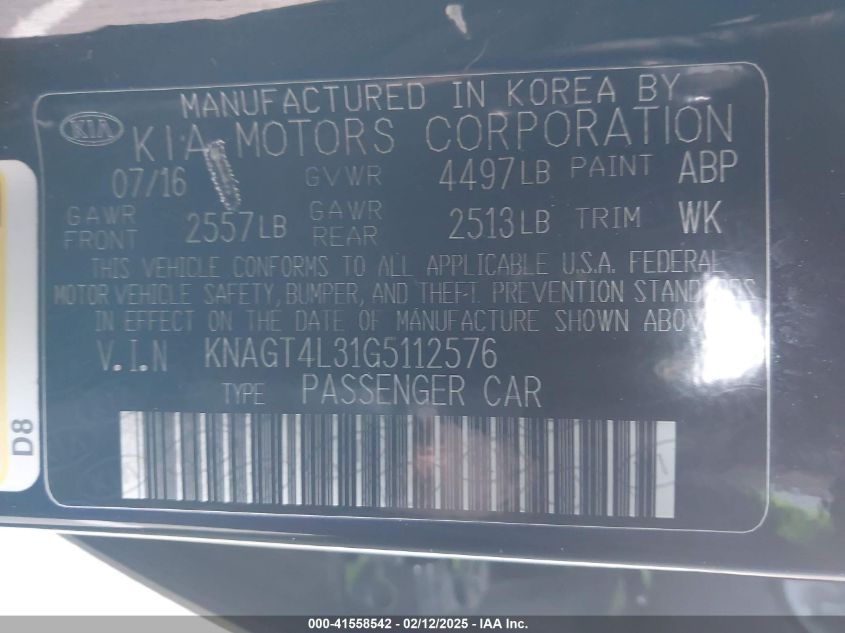 MANUFACTURED IN KOREA BY
KIA KIA MOTORS CORPORATION
07/16 GVWR 4497LB PAINT ABP
GAWR FRONT 2557LB GAWR REAR 2513LB TRIM WK
THIS VEHICLE CONFORMS TO ALL APPLICABLE U.S.A. FEDERAL
MOTOR VEHICLE SAFETY, BUMPER, AND THEFT PREVENTION STANDARDS
IN EFFECT ON THE DATE OF MANUFACTURE SHOWN ABOVE
V.I.N KNAGT4L31G5112576
TYPE PASSENGER CAR
D8
000-41558542 - 02/12/2025 - IAA Inc.